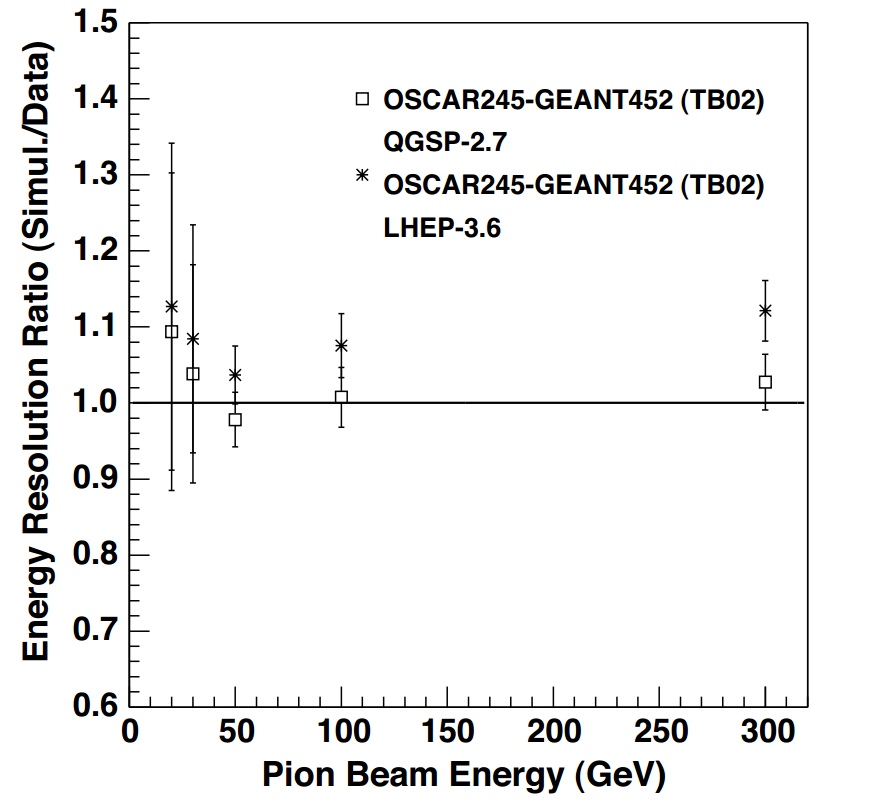 1.5
1.4
1.3
1.2
1.1
1.0
0.9
0.8
0.7
0.6
Energy Resolution Ratio (Simul./Data)
OSCAR245-GEANT452 (TB02)
QGSP-2.7
OSCAR245-GEANT452 (TB02)
LHEP-3.6
0 50 100 150 200 250 300
Pion Beam Energy (GeV)